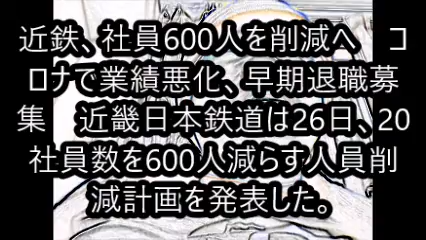 近鉄、社員600人を削減へ　コ
ロナで業績悪化、早期退職募
集　近畿日本鉄道は26日、20
社員数を600人減らす人員削
減計画を発表した。